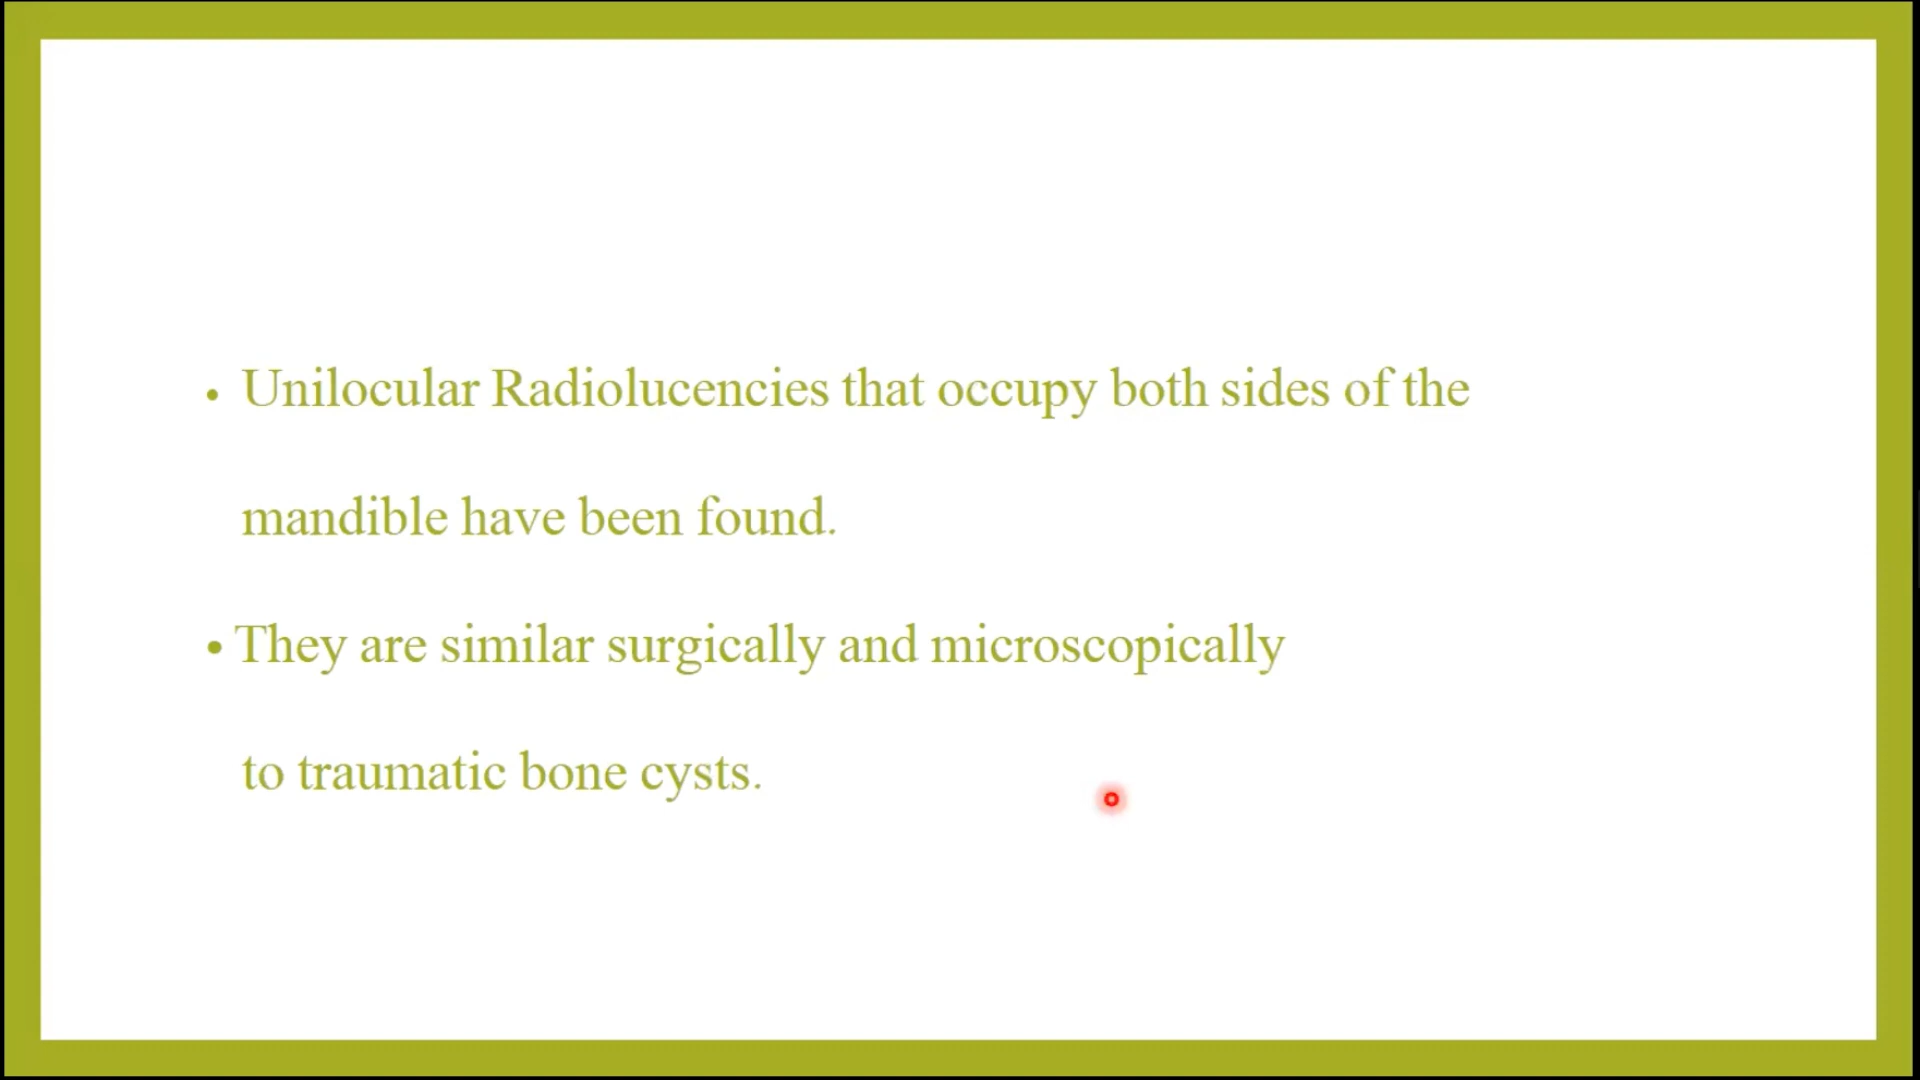 • Unilocular Radiolucencies that occupy both sides of the
mandible have been found.
• They are similar surgically and microscopically
to traumatic bone cysts.